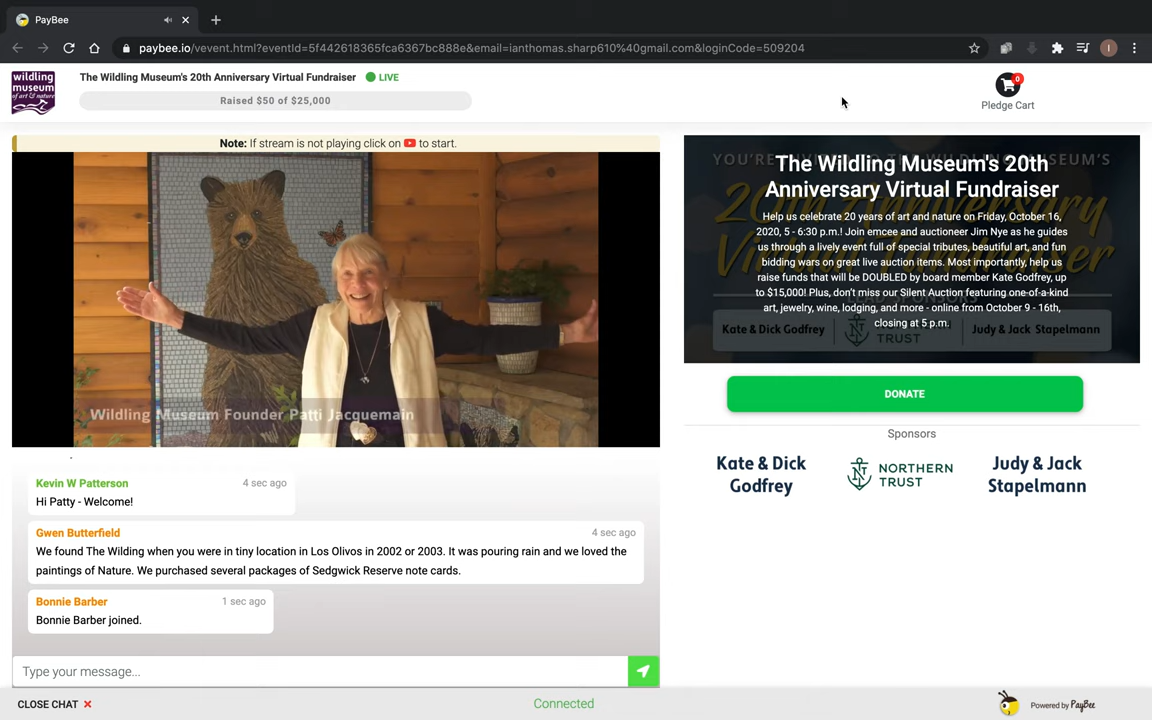 PayBee
paybee.io/vevent.html?eventId=5f442618365fca6367bc888e&email=ianthomas.sharp610%40gmail.com&loginCode=509204
I
wildling
museum
of art & nature
The Wildling Museum's 20th Anniversary Virtual Fundraiser
LIVE
Raised $50 of $25,000
0
Pledge Cart
Note: If stream is not playing click on to start.
Wildling Museum Founder Patti Jacquemain
Kevin W Patterson 4 sec ago
Hi Patty - Welcome!
Gwen Butterfield 4 sec ago
We found The Wilding when you were in tiny location in Los Olivos in 2002 or 2003. It was pouring rain and we loved the
paintings of Nature. We purchased several packages of Sedgwick Reserve note cards.
Bonnie Barber 1 sec ago
Bonnie Barber joined.
Type your message...
CLOSE CHAT
Connected
The Wildling Museum's 20th
Anniversary Virtual Fundraiser
Help us celebrate 20 years of art and nature on Friday, October 16,
2020, 5 - 6:30 p.m.! Join emcee and auctioneer Jim Nye as he guides
us through a lively event full of special tributes, beautiful art, and fun
bidding wars on great live auction items. Most importantly, help us
raise funds that will be DOUBLED by board member Kate Godfrey, up
to $15,000! Plus, don't miss our Silent Auction featuring one-of-a-kind
art, jewelry, wine, lodging, and more - online from October 9 - 16th,
closing at 5 p.m.
Kate & Dick Godfrey
TRUST
Judy & Jack Stapelmann
DONATE
Sponsors
Kate & Dick
Godfrey
NORTHERN
TRUST
Judy & Jack
Stapelmann
Powered by PayBee